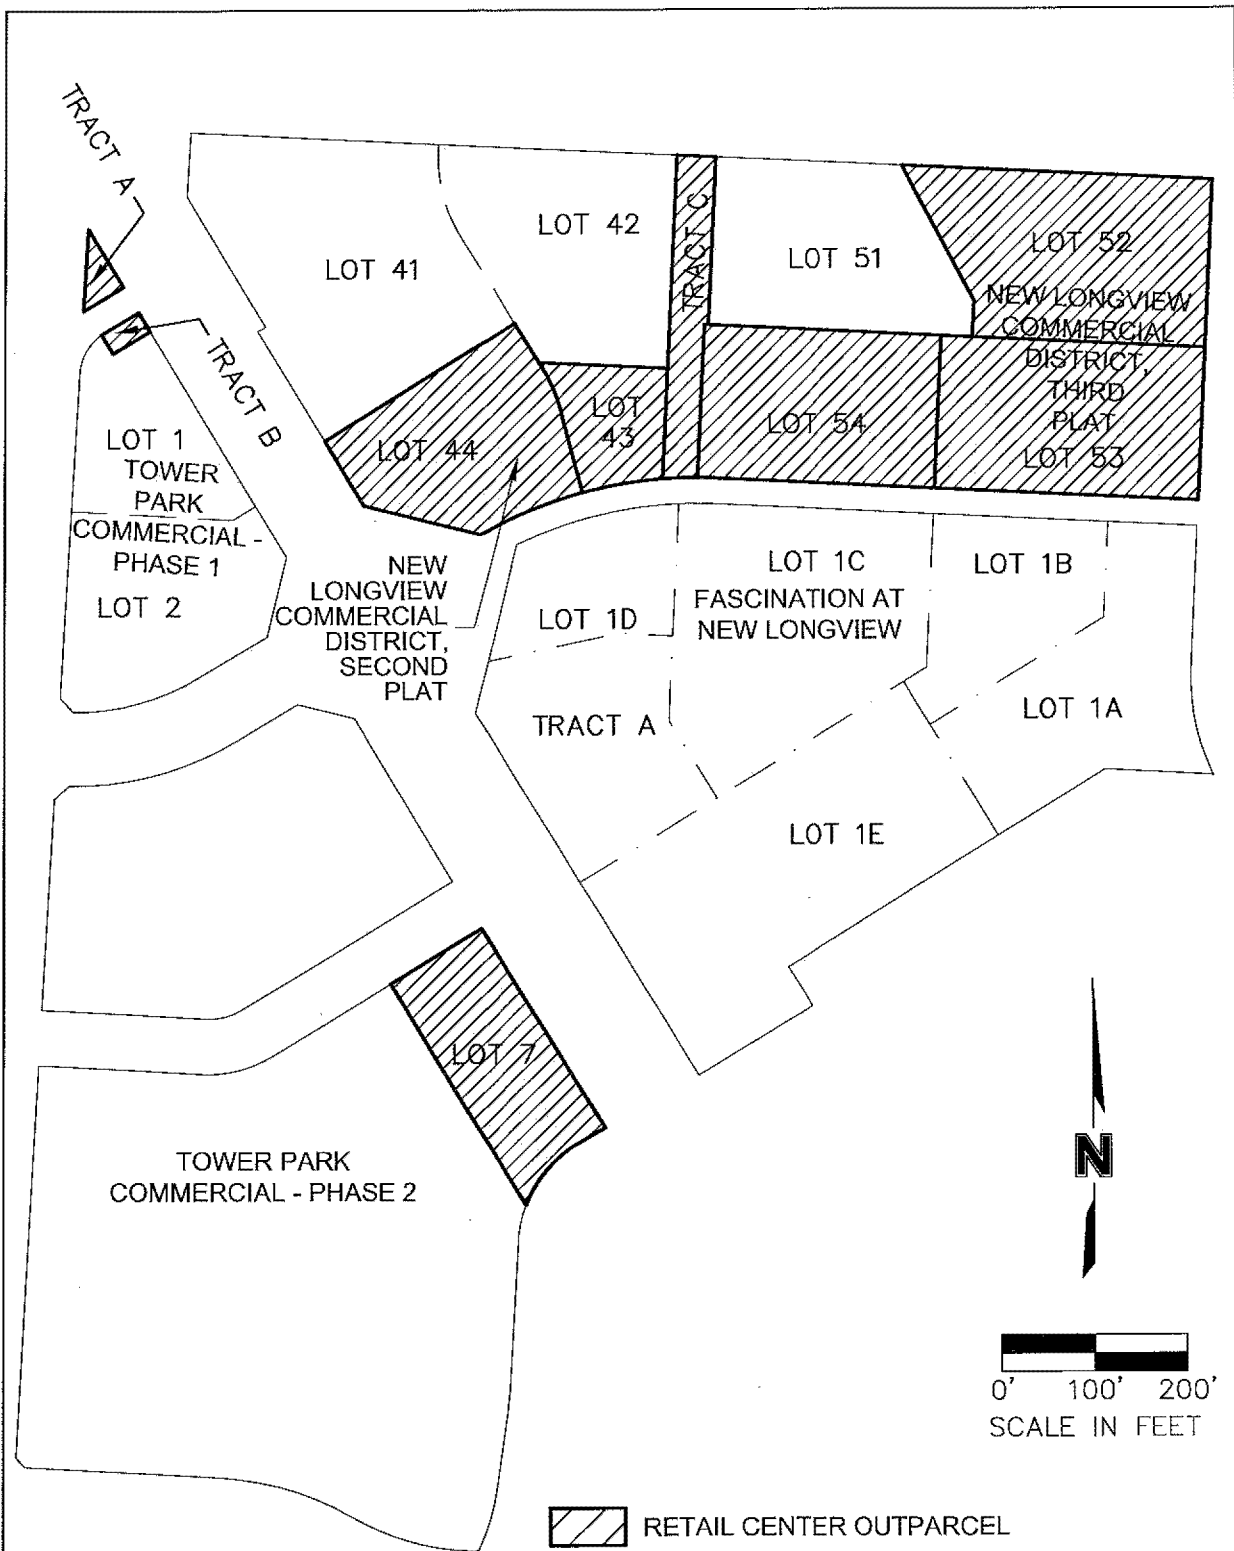 TRACT A
LOT 41
LOT 42
TRACT C
LOT 51
LOT 52
NEW LONGVIEW
COMMERCIAL
DISTRICT,
THIRD
PLAT
LOT 53
LOT 54
LOT
43
LOT 44
TRACT B
LOT 1
TOWER
PARK
COMMERCIAL -
PHASE 1
LOT 2
NEW
LONGVIEW
COMMERCIAL
DISTRICT,
SECOND
PLAT
LOT 1D
LOT 1C
FASCINATION AT
NEW LONGVIEW
LOT 1B
LOT 1A
TRACT A
LOT 1E
LOT 7
TOWER PARK
COMMERCIAL - PHASE 2
N
0' 100' 200'
SCALE IN FEET
RETAIL CENTER OUTPARCEL